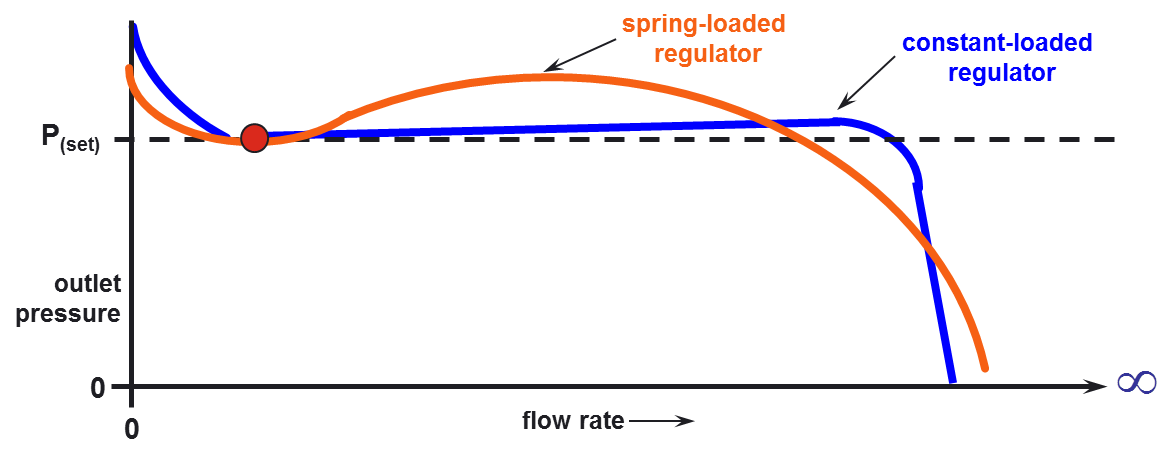 spring-loaded
regulator
constant-loaded
regulator
P(set)
outlet
pressure
0
∞
flow rate
0